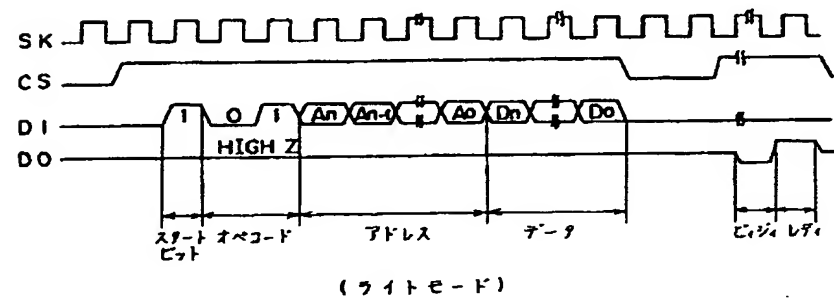 SK
CS
DI 1 0 1 An An-1 A0 Dn D0
DO HIGH Z
スタートビット オペコード アドレス データ ビィジィ レディ
(ライトモード)